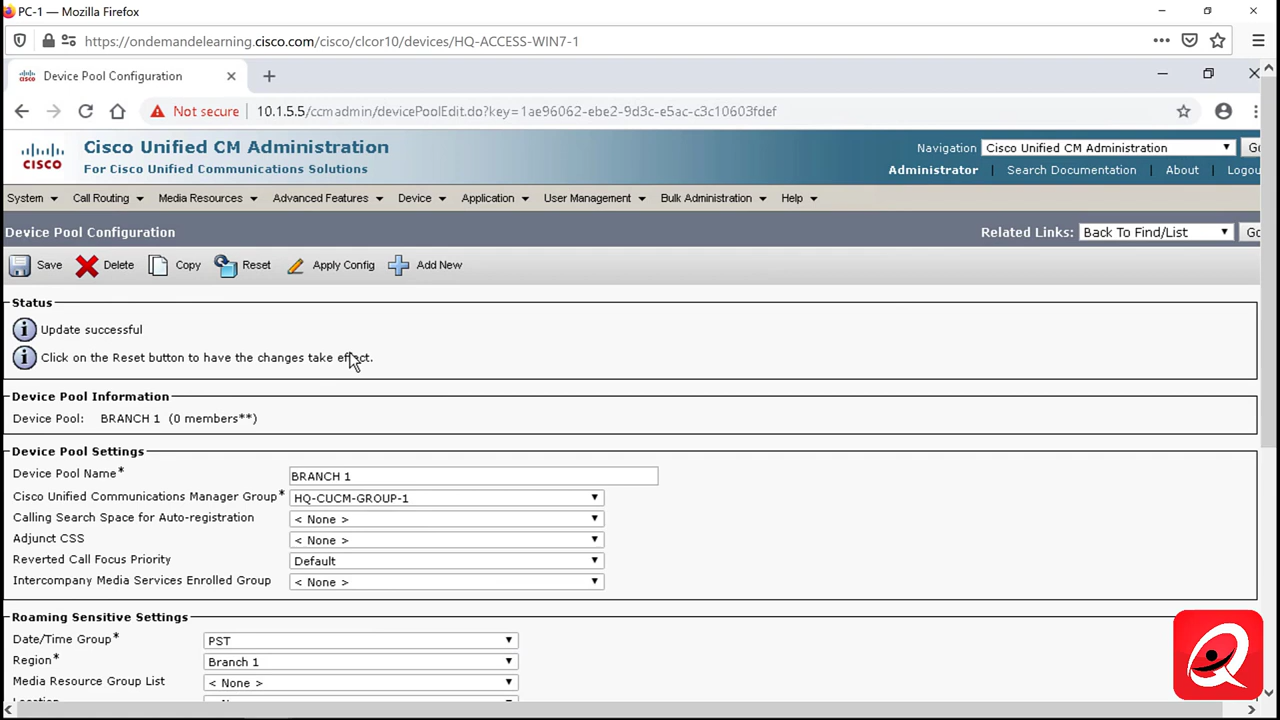 PC-1 — Mozilla Firefox
https://ondemandelearning.cisco.com/cisco/clcor10/devices/HQ-ACCESS-WIN7-1
Device Pool Configuration
Not secure 10.1.5.5/ccmadmin/devicePoolEdit.do?key=1ae96062-ebe2-9d3c-e5ac-c3c10603fdef
CISCO
Cisco Unified CM Administration
For Cisco Unified Communications Solutions
Navigation Cisco Unified CM Administration Go
Administrator Search Documentation About Logou
System Call Routing Media Resources Advanced Features Device Application User Management Bulk Administration Help
Device Pool Configuration
Related Links: Back To Find/List Go
Save Delete Copy Reset Apply Config Add New
Status
Update successful
Click on the Reset button to have the changes take effect.
Device Pool Information
Device Pool: BRANCH 1 (0 members**)
Device Pool Settings
Device Pool Name* BRANCH 1
Cisco Unified Communications Manager Group* HQ-CUCM-GROUP-1
Calling Search Space for Auto-registration < None >
Adjunct CSS < None >
Reverted Call Focus Priority Default
Intercompany Media Services Enrolled Group < None >
Roaming Sensitive Settings
Date/Time Group* PST
Region* Branch 1
Media Resource Group List < None >